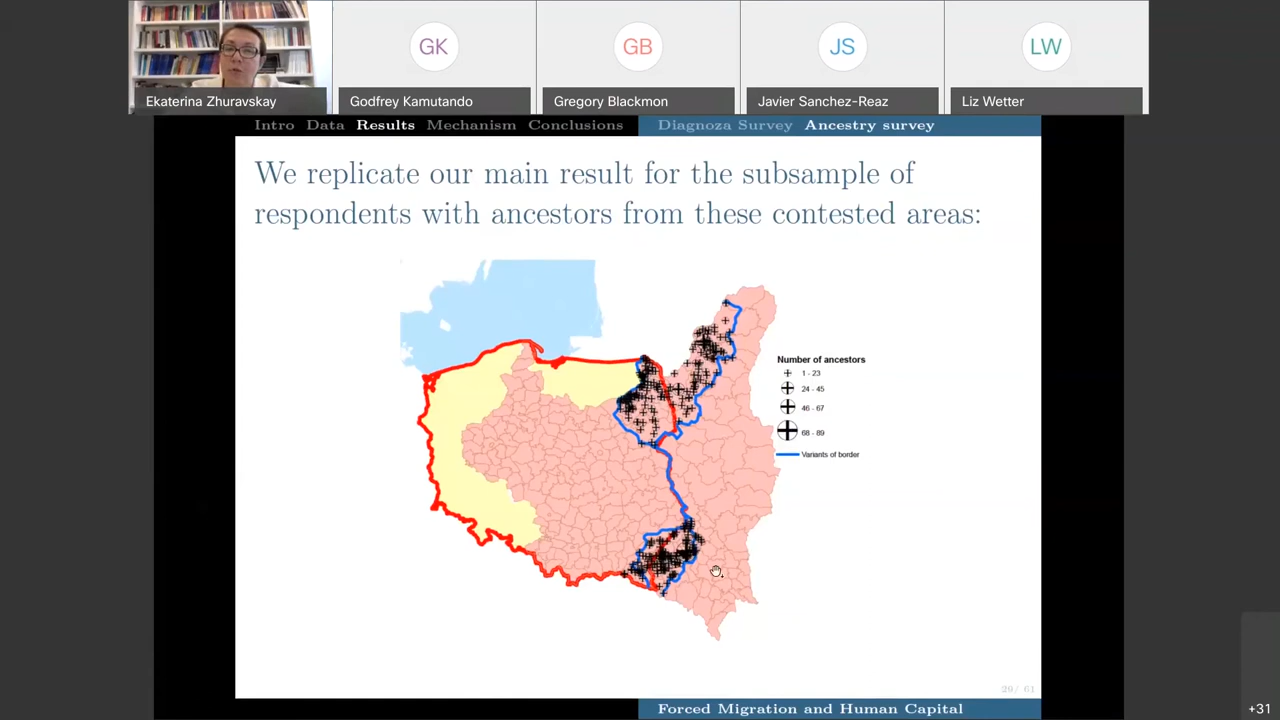 GK
GB
JS
LW
Ekaterina Zhuravskay
Godfrey Kamutando
Gregory Blackmon
Javier Sanchez-Reaz
Liz Wetter
Intro Data Results Mechanism Conclusions
Diagnoza Survey Ancestry survey
We replicate our main result for the subsample of
respondents with ancestors from these contested areas:
Number of ancestors
1 - 23
24 - 45
46 - 67
68 - 89
Variants of border
29/ 61
Forced Migration and Human Capital
+31